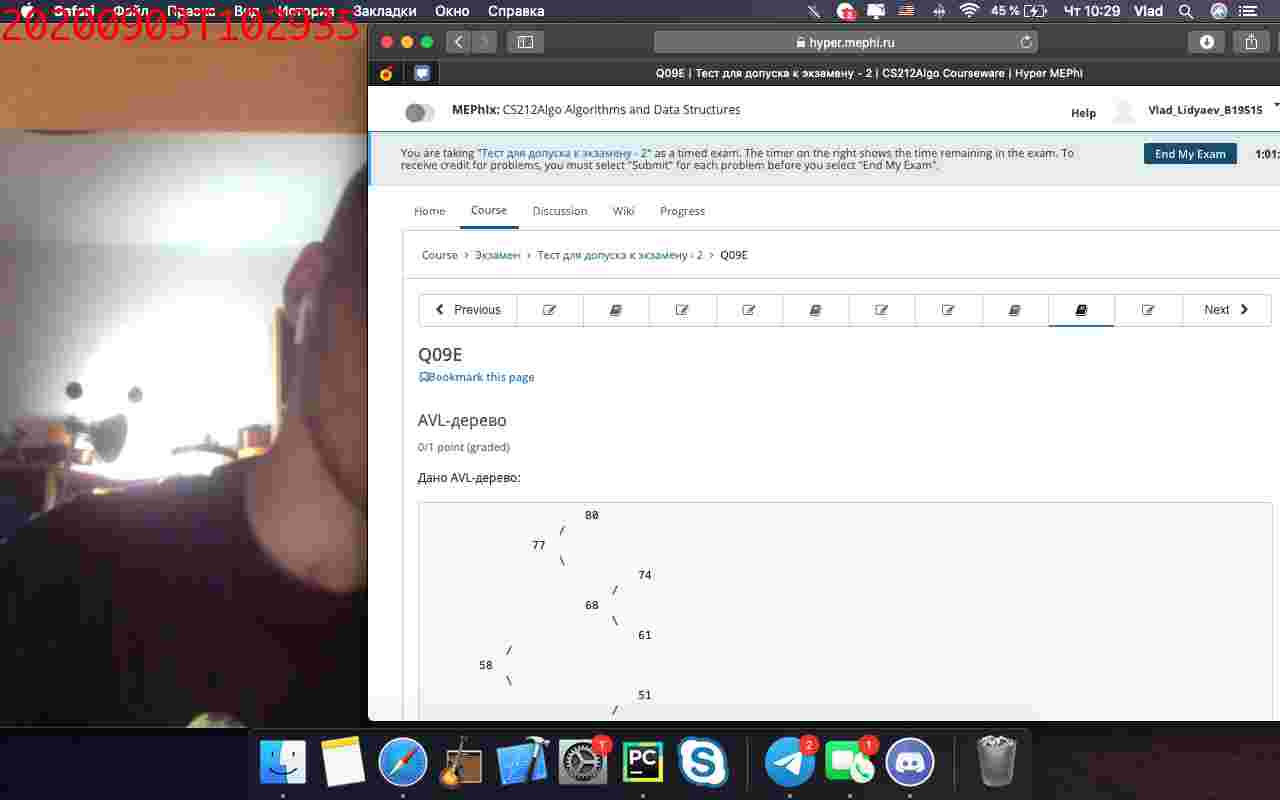 Safari Файл Правка Вид История Закладки Окно Справка 45 % Чт 10:29 Vlad
20200903T102935
hyper.mephi.ru
Q09E | Тест для допуска к экзамену - 2 | CS212Algo Courseware | Hyper MEPhI
MEPhIx: CS212Algo Algorithms and Data Structures
Help Vlad_Lidyaev_B19515
You are taking "Тест для допуска к экзамену - 2" as a timed exam. The timer on the right shows the time remaining in the exam. To
receive credit for problems, you must select "Submit" for each problem before you select "End My Exam".
End My Exam 1:01:
Home Course Discussion Wiki Progress
Course > Экзамен > Тест для допуска к экзамену - 2 > Q09E
Previous Next
Q09E
Bookmark this page
AVL-дерево
0/1 point (graded)
Дано AVL-дерево:
80
/
77
\
74
/
68
\
61
/
58
\
51
/
PC
2
1